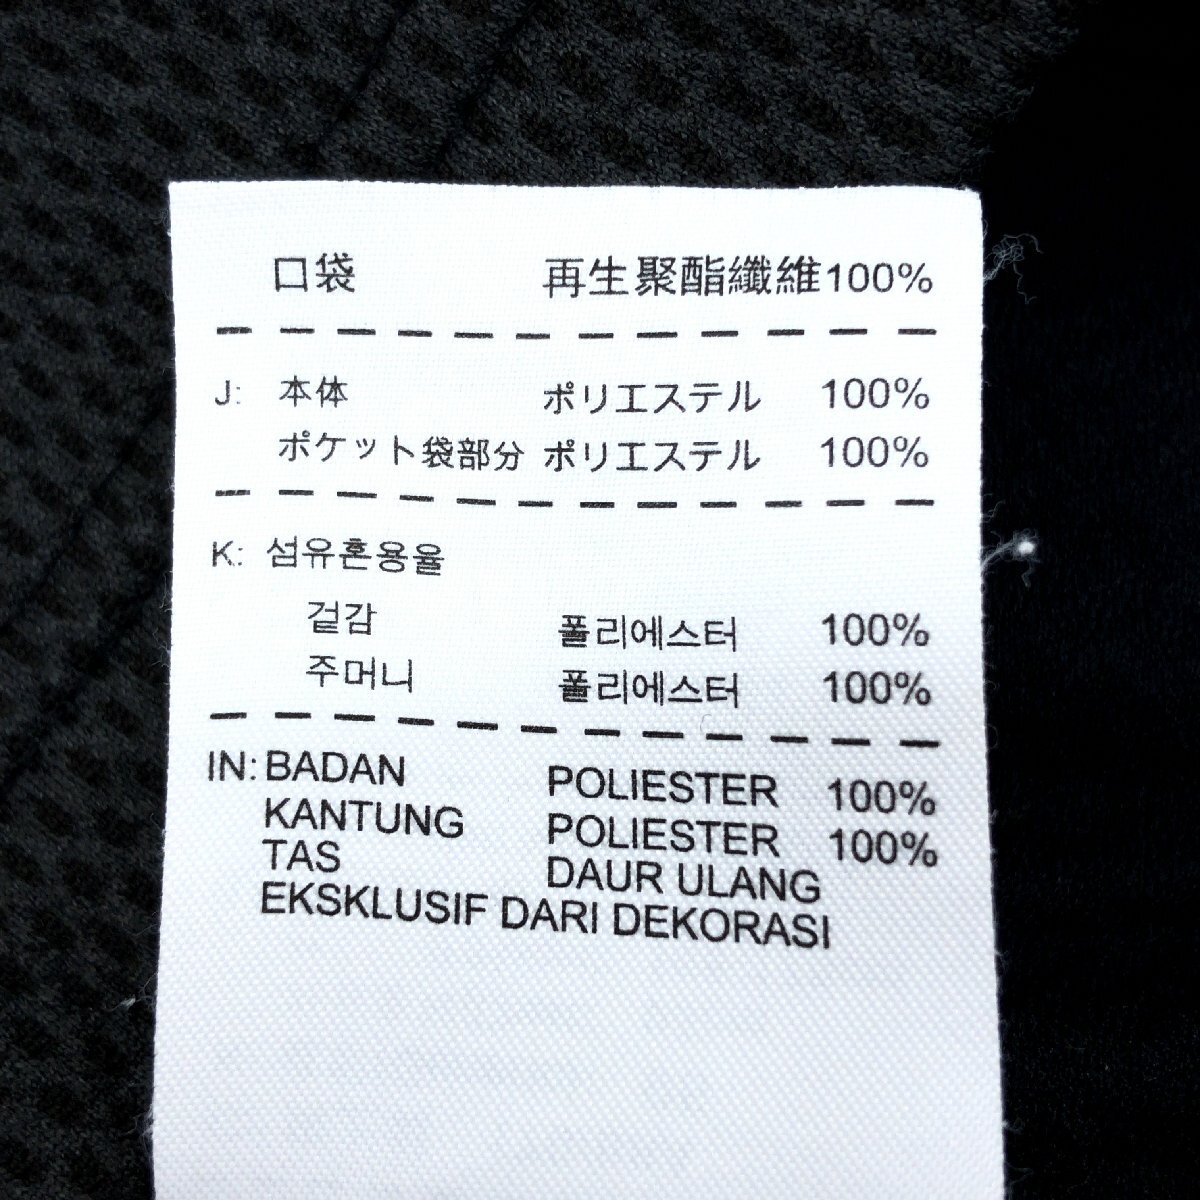 口袋 再生聚酯纖維100%
J: 本体 ポリエステル 100%
ポケット袋部分 ポリエステル 100%
K: 섬유혼용율
겉감 폴리에스터 100%
주머니 폴리에스터 100%
IN: BADAN POLIESTER 100%
KANTUNG POLIESTER 100%
TAS DAUR ULANG
EKSKLUSIF DARI DEKORASI